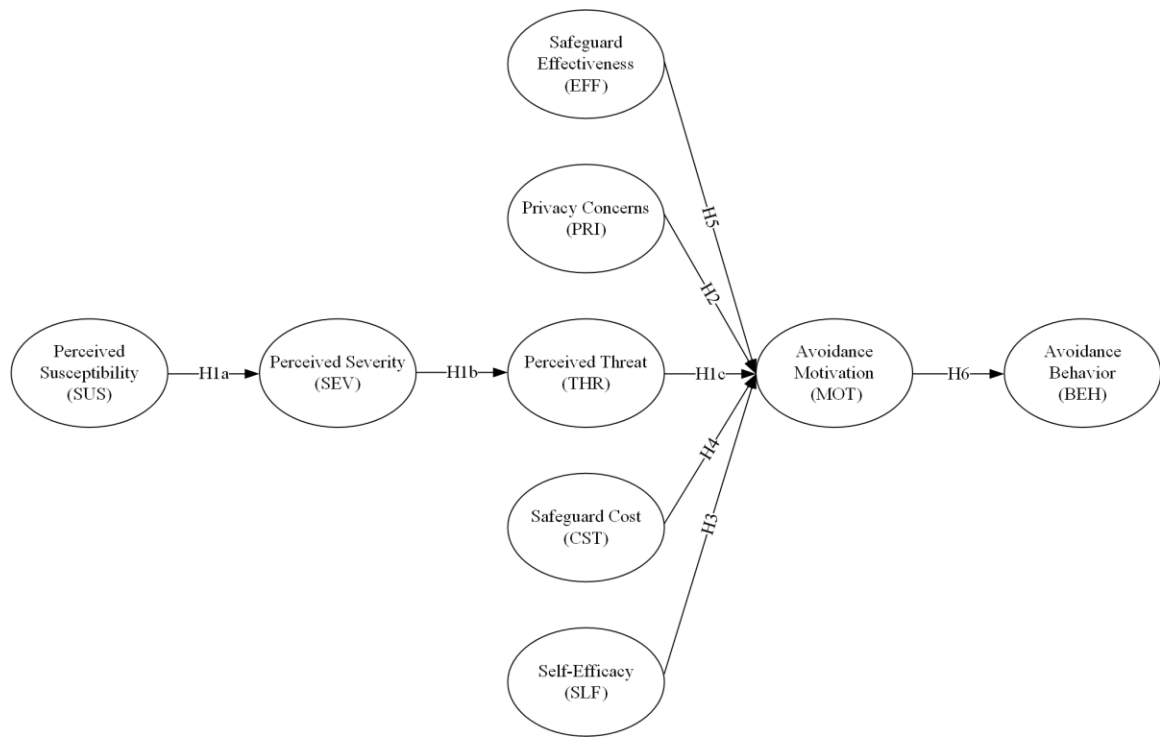 Safeguard
Effectiveness
(EFF)
Privacy Concerns
(PRI)
H5
H2
Perceived
Susceptibility
(SUS)
H1a
Perceived Severity
(SEV)
H1b
Perceived Threat
(THR)
H1c
Avoidance
Motivation
(MOT)
H6
Avoidance
Behavior
(BEH)
H4
H3
Safeguard Cost
(CST)
Self-Efficacy
(SLF)